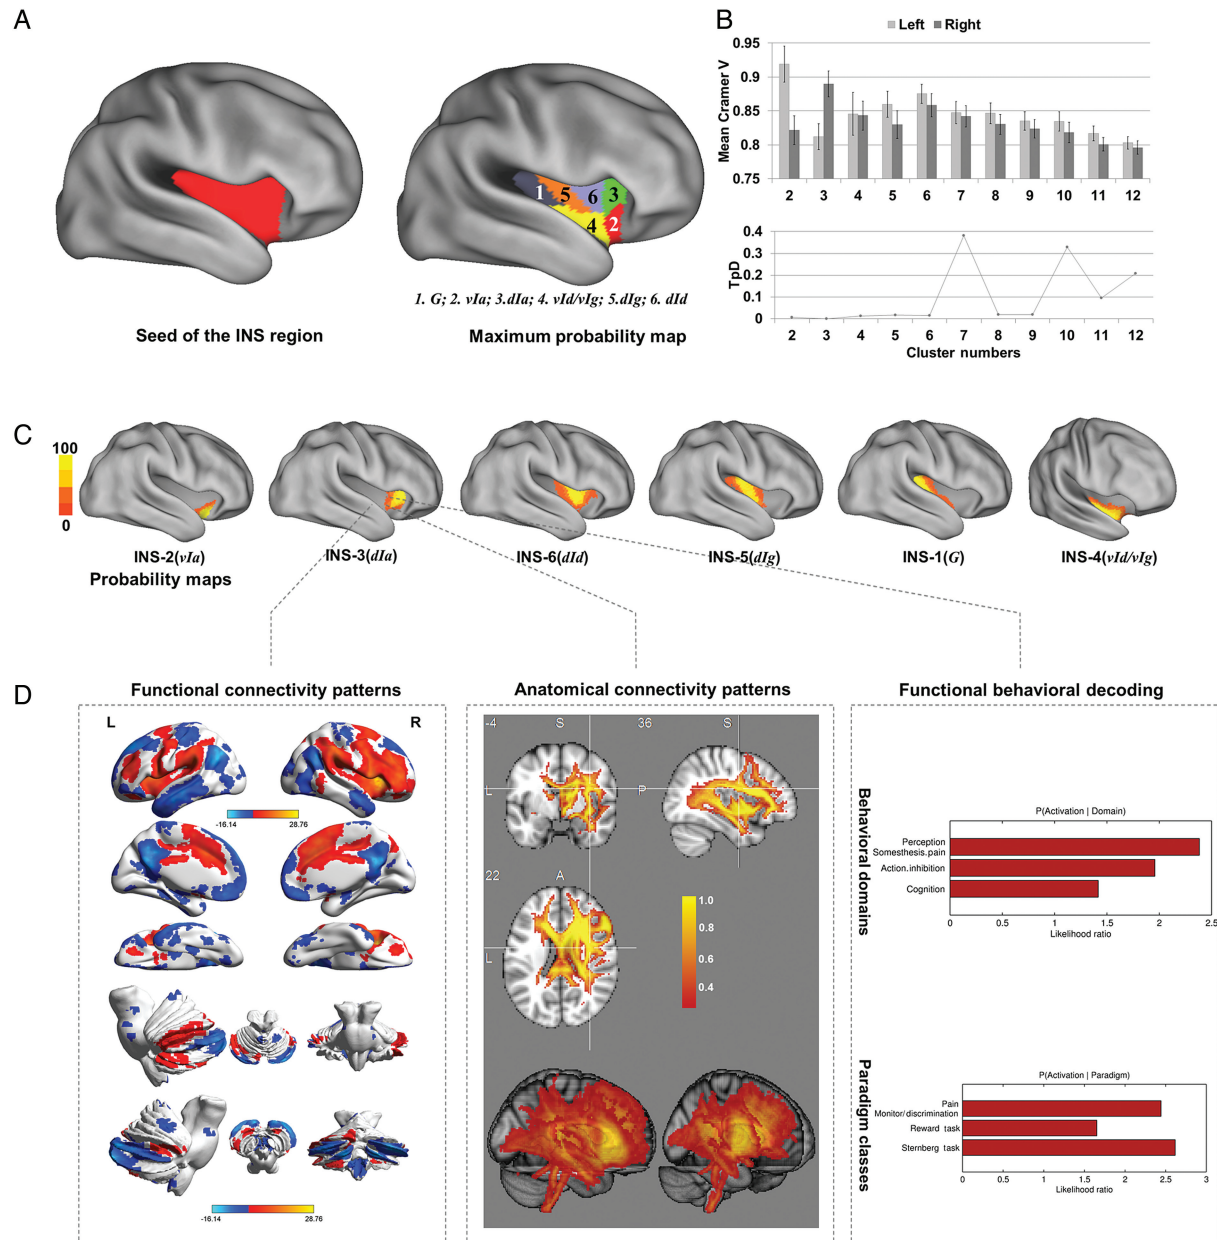 A
1
5
6
3
4
2
1. G; 2. vIa; 3.dIa; 4. vId/vIg; 5.dIg; 6. dId
Seed of the INS region
Maximum probability map
B
Left
Right
Mean Cramer V
0.95
0.9
0.85
0.8
0.75
2 3 4 5 6 7 8 9 10 11 12
TpD
0.4
0.3
0.2
0.1
0
2 3 4 5 6 7 8 9 10 11 12
Cluster numbers
C
100
0
INS-2(vIa)
INS-3(dIa)
INS-6(dId)
INS-5(dIg)
INS-1(G)
INS-4(vId/vIg)
Probability maps
D
Functional connectivity patterns
L
R
-16.14
28.76
-16.14
28.76
Anatomical connectivity patterns
-4
S
36
S
L
P
22
A
L
1.0
0.8
0.6
0.4
Functional behavioral decoding
Behavioral domains
P(Activation | Domain)
Perception
Somesthesis.pain
Action.inhibition
Cognition
0 0.5 1 1.5 2 2.5
Likelihood ratio
Paradigm classes
P(Activation | Paradigm)
Pain
Monitor/discrimination
Reward task
Sternberg task
0 0.5 1 1.5 2 2.5 3
Likelihood ratio